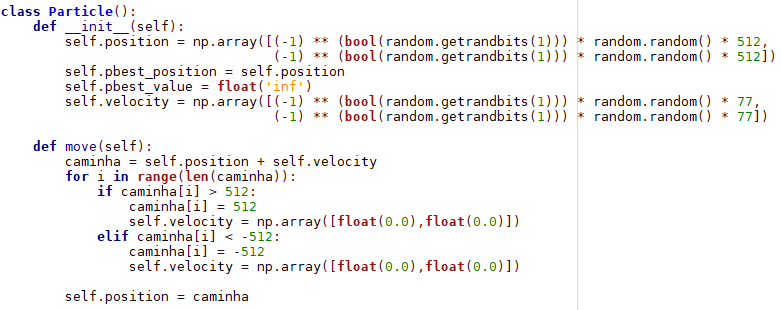 class Particle():
    def __init__(self):
        self.position = np.array([(-1) ** (bool(random.getrandbits(1))) * random.random() * 512,
                                  (-1) ** (bool(random.getrandbits(1))) * random.random() * 512])
        self.pbest_position = self.position
        self.pbest_value = float('inf')
        self.velocity = np.array([(-1) ** (bool(random.getrandbits(1))) * random.random() * 77,
                                  (-1) ** (bool(random.getrandbits(1))) * random.random() * 77])

    def move(self):
        caminha = self.position + self.velocity
        for i in range(len(caminha)):
            if caminha[i] > 512:
                caminha[i] = 512
                self.velocity = np.array([float(0.0),float(0.0)])
            elif caminha[i] < -512:
                caminha[i] = -512
                self.velocity = np.array([float(0.0),float(0.0)])

        self.position = caminha